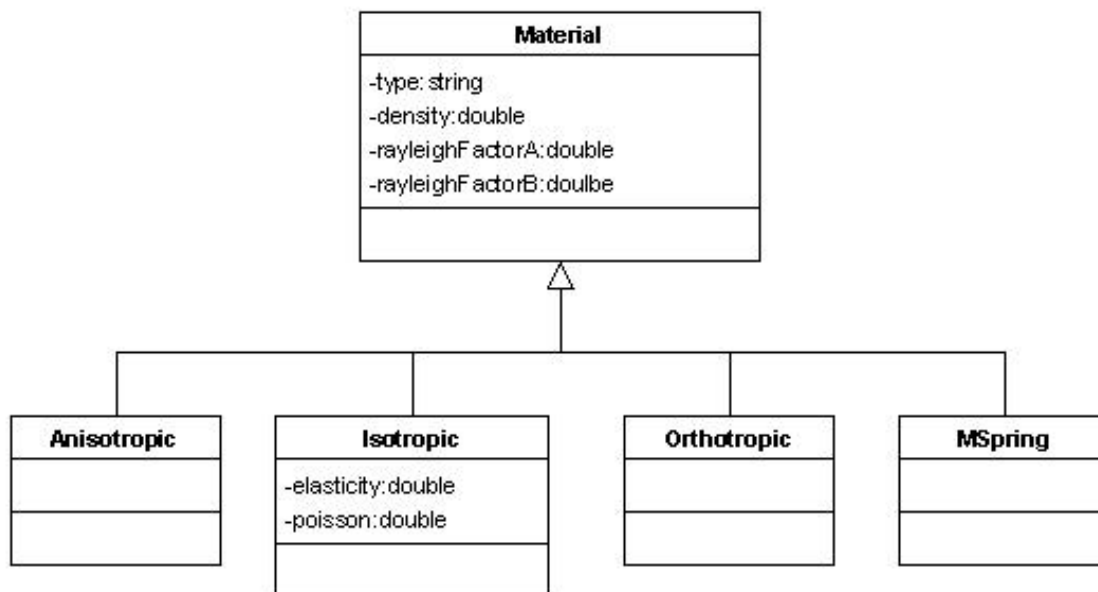 Material
-type:string
-density:double
-rayleighFactorA:double
-rayleighFactorB:doulbe
Anisotropic
Isotropic
Orthotropic
MSpring
-elasticity:double
-poisson:double